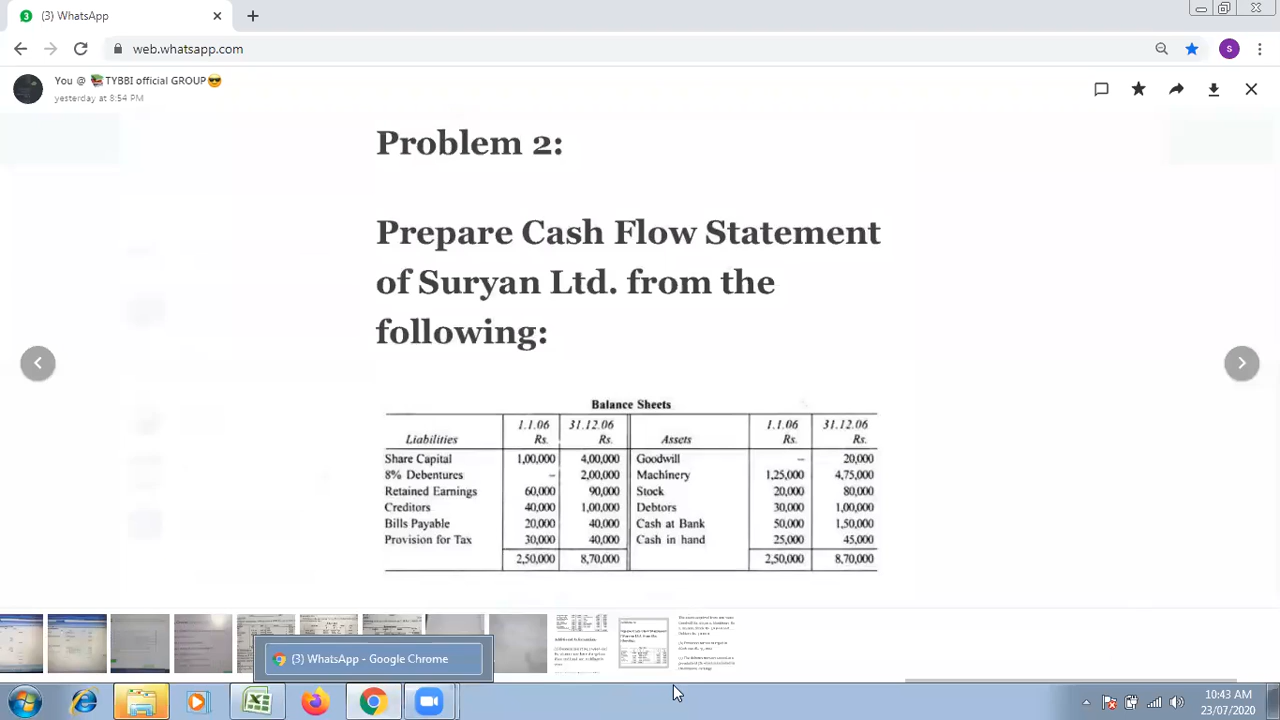 (3) WhatsApp
web.whatsapp.com
S
You @ 📚TYBBI official GROUP😎
yesterday at 8:54 PM
Problem 2:
Prepare Cash Flow Statement
of Suryan Ltd. from the
following:
Balance Sheets
Liabilities 1.1.06 Rs. 31.12.06 Rs. Assets 1.1.06 Rs. 31.12.06 Rs.
Share Capital 1,00,000 4,00,000 Goodwill – 20,000
8% Debentures – 2,00,000 Machinery 1,25,000 4,75,000
Retained Earnings 60,000 90,000 Stock 20,000 80,000
Creditors 40,000 1,00,000 Debtors 30,000 1,00,000
Bills Payable 20,000 40,000 Cash at Bank 50,000 1,50,000
Provision for Tax 30,000 40,000 Cash in hand 25,000 45,000
2,50,000 8,70,000 2,50,000 8,70,000
- Google Chrome
10:43 AM
23/07/2020